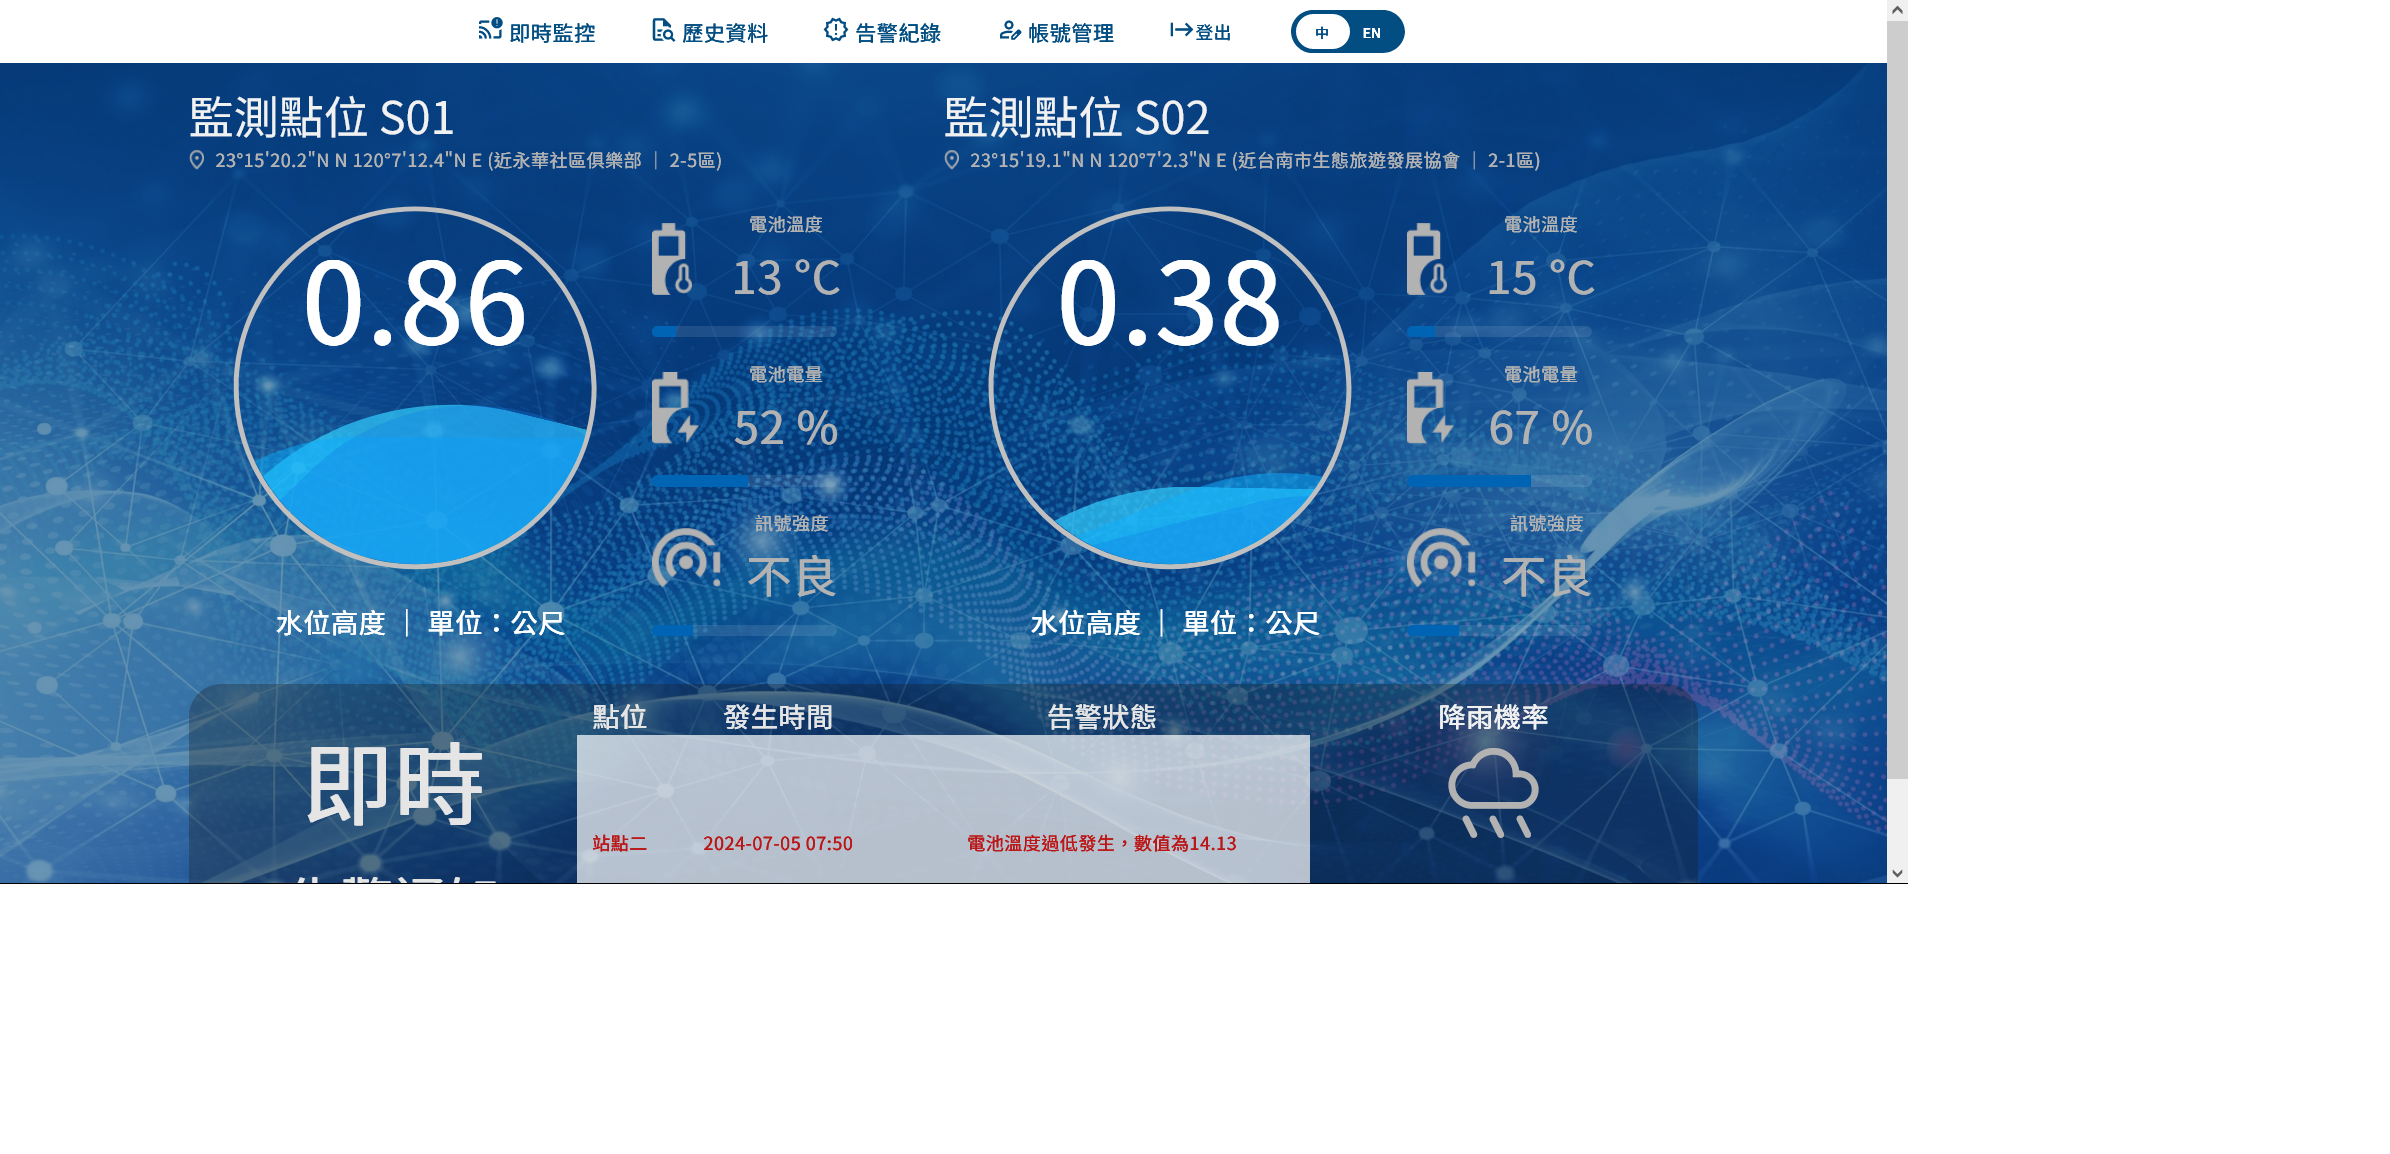 即時監控 歷史資料 告警紀錄 帳號管理 登出 中 EN
監測點位 S01
23°15'20.2"N N 120°7'12.4"N E (近永華社區俱樂部 ｜ 2-5區)
0.86
水位高度 ｜ 單位：公尺
電池溫度
13 °C
電池電量
52 %
訊號強度
不良
監測點位 S02
23°15'19.1"N N 120°7'2.3"N E (近台南市生態旅遊發展協會 ｜ 2-1區)
0.38
水位高度 ｜ 單位：公尺
電池溫度
15 °C
電池電量
67 %
訊號強度
不良
即時
點位 發生時間 告警狀態
站點二 2024-07-05 07:50 電池溫度過低發生，數值為14.13
降雨機率